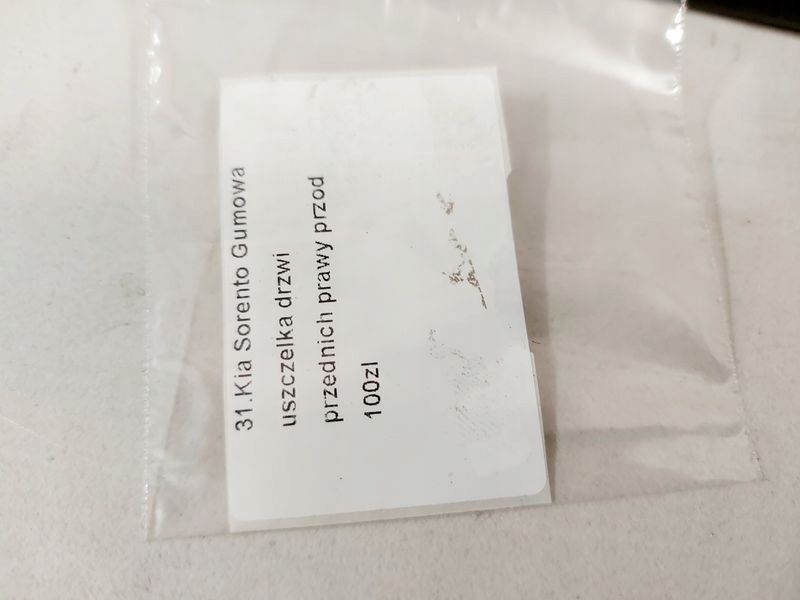 31.Kia Sorento Gumowa
uszczelka drzwi
przednich prawy przod
100zl